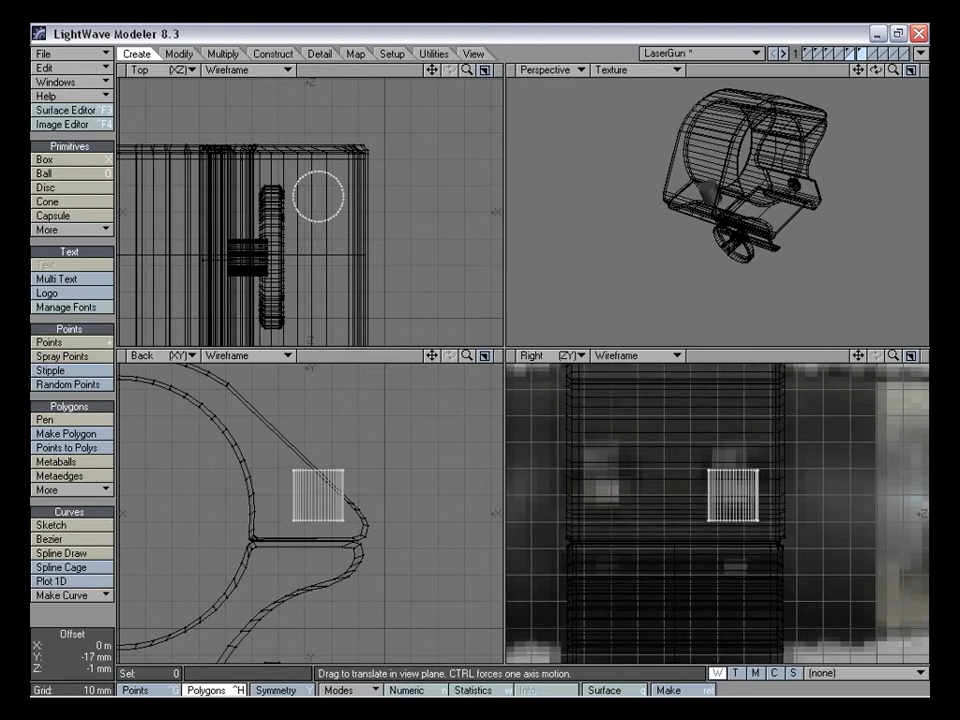 LightWave Modeler 8.3
File Create Modify Multiply Construct Detail Map Setup Utilities View LaserGun * 1
Edit Top (XZ) Wireframe Perspective Texture
Windows
Help
Surface Editor F3
Image Editor ^F4
Primitives
Box X
Ball O
Disc
Cone
Capsule
More
Text
Text
Multi Text
Logo
Manage Fonts
Points
Points +
Spray Points
Back (XY) Wireframe Right (ZY) Wireframe
Stipple
Random Points
Polygons
Pen
Make Polygon
Points to Polys
Metaballs
Metaedges
More
Curves
Sketch
Bezier
Spline Draw
Spline Cage
Plot 1D
Make Curve
Offset
X: 0 m
Y: -17 mm
Z: -1 mm
Sel: 0 Drag to translate in view plane. CTRL forces one axis motion. W T M C S (none)
Grid: 10 mm Points ^G Polygons ^H Symmetry Y Modes Numeric n Statistics w Info i Surface q Make ret